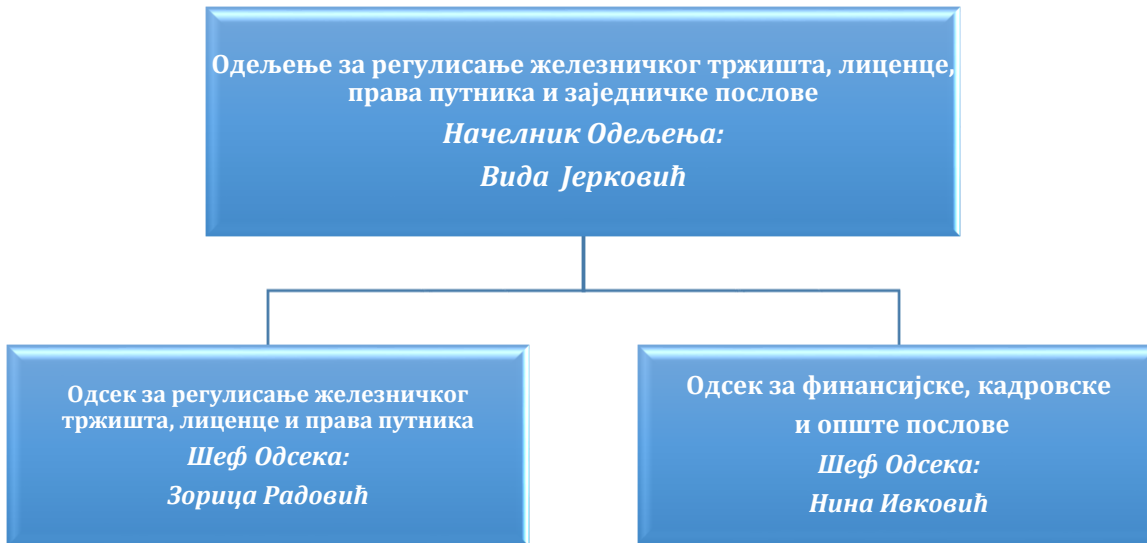 Одељење за регулисање железничког тржишта, лиценце,
права путника и заједничке послове
Начелник Одељења:
Вида Јерковић
Одсек за регулисање железничког
тржишта, лиценце и права путника
Шеф Одсека:
Зорица Радовић
Одсек за финансијске, кадровске
и опште послове
Шеф Одсека:
Нина Ивковић